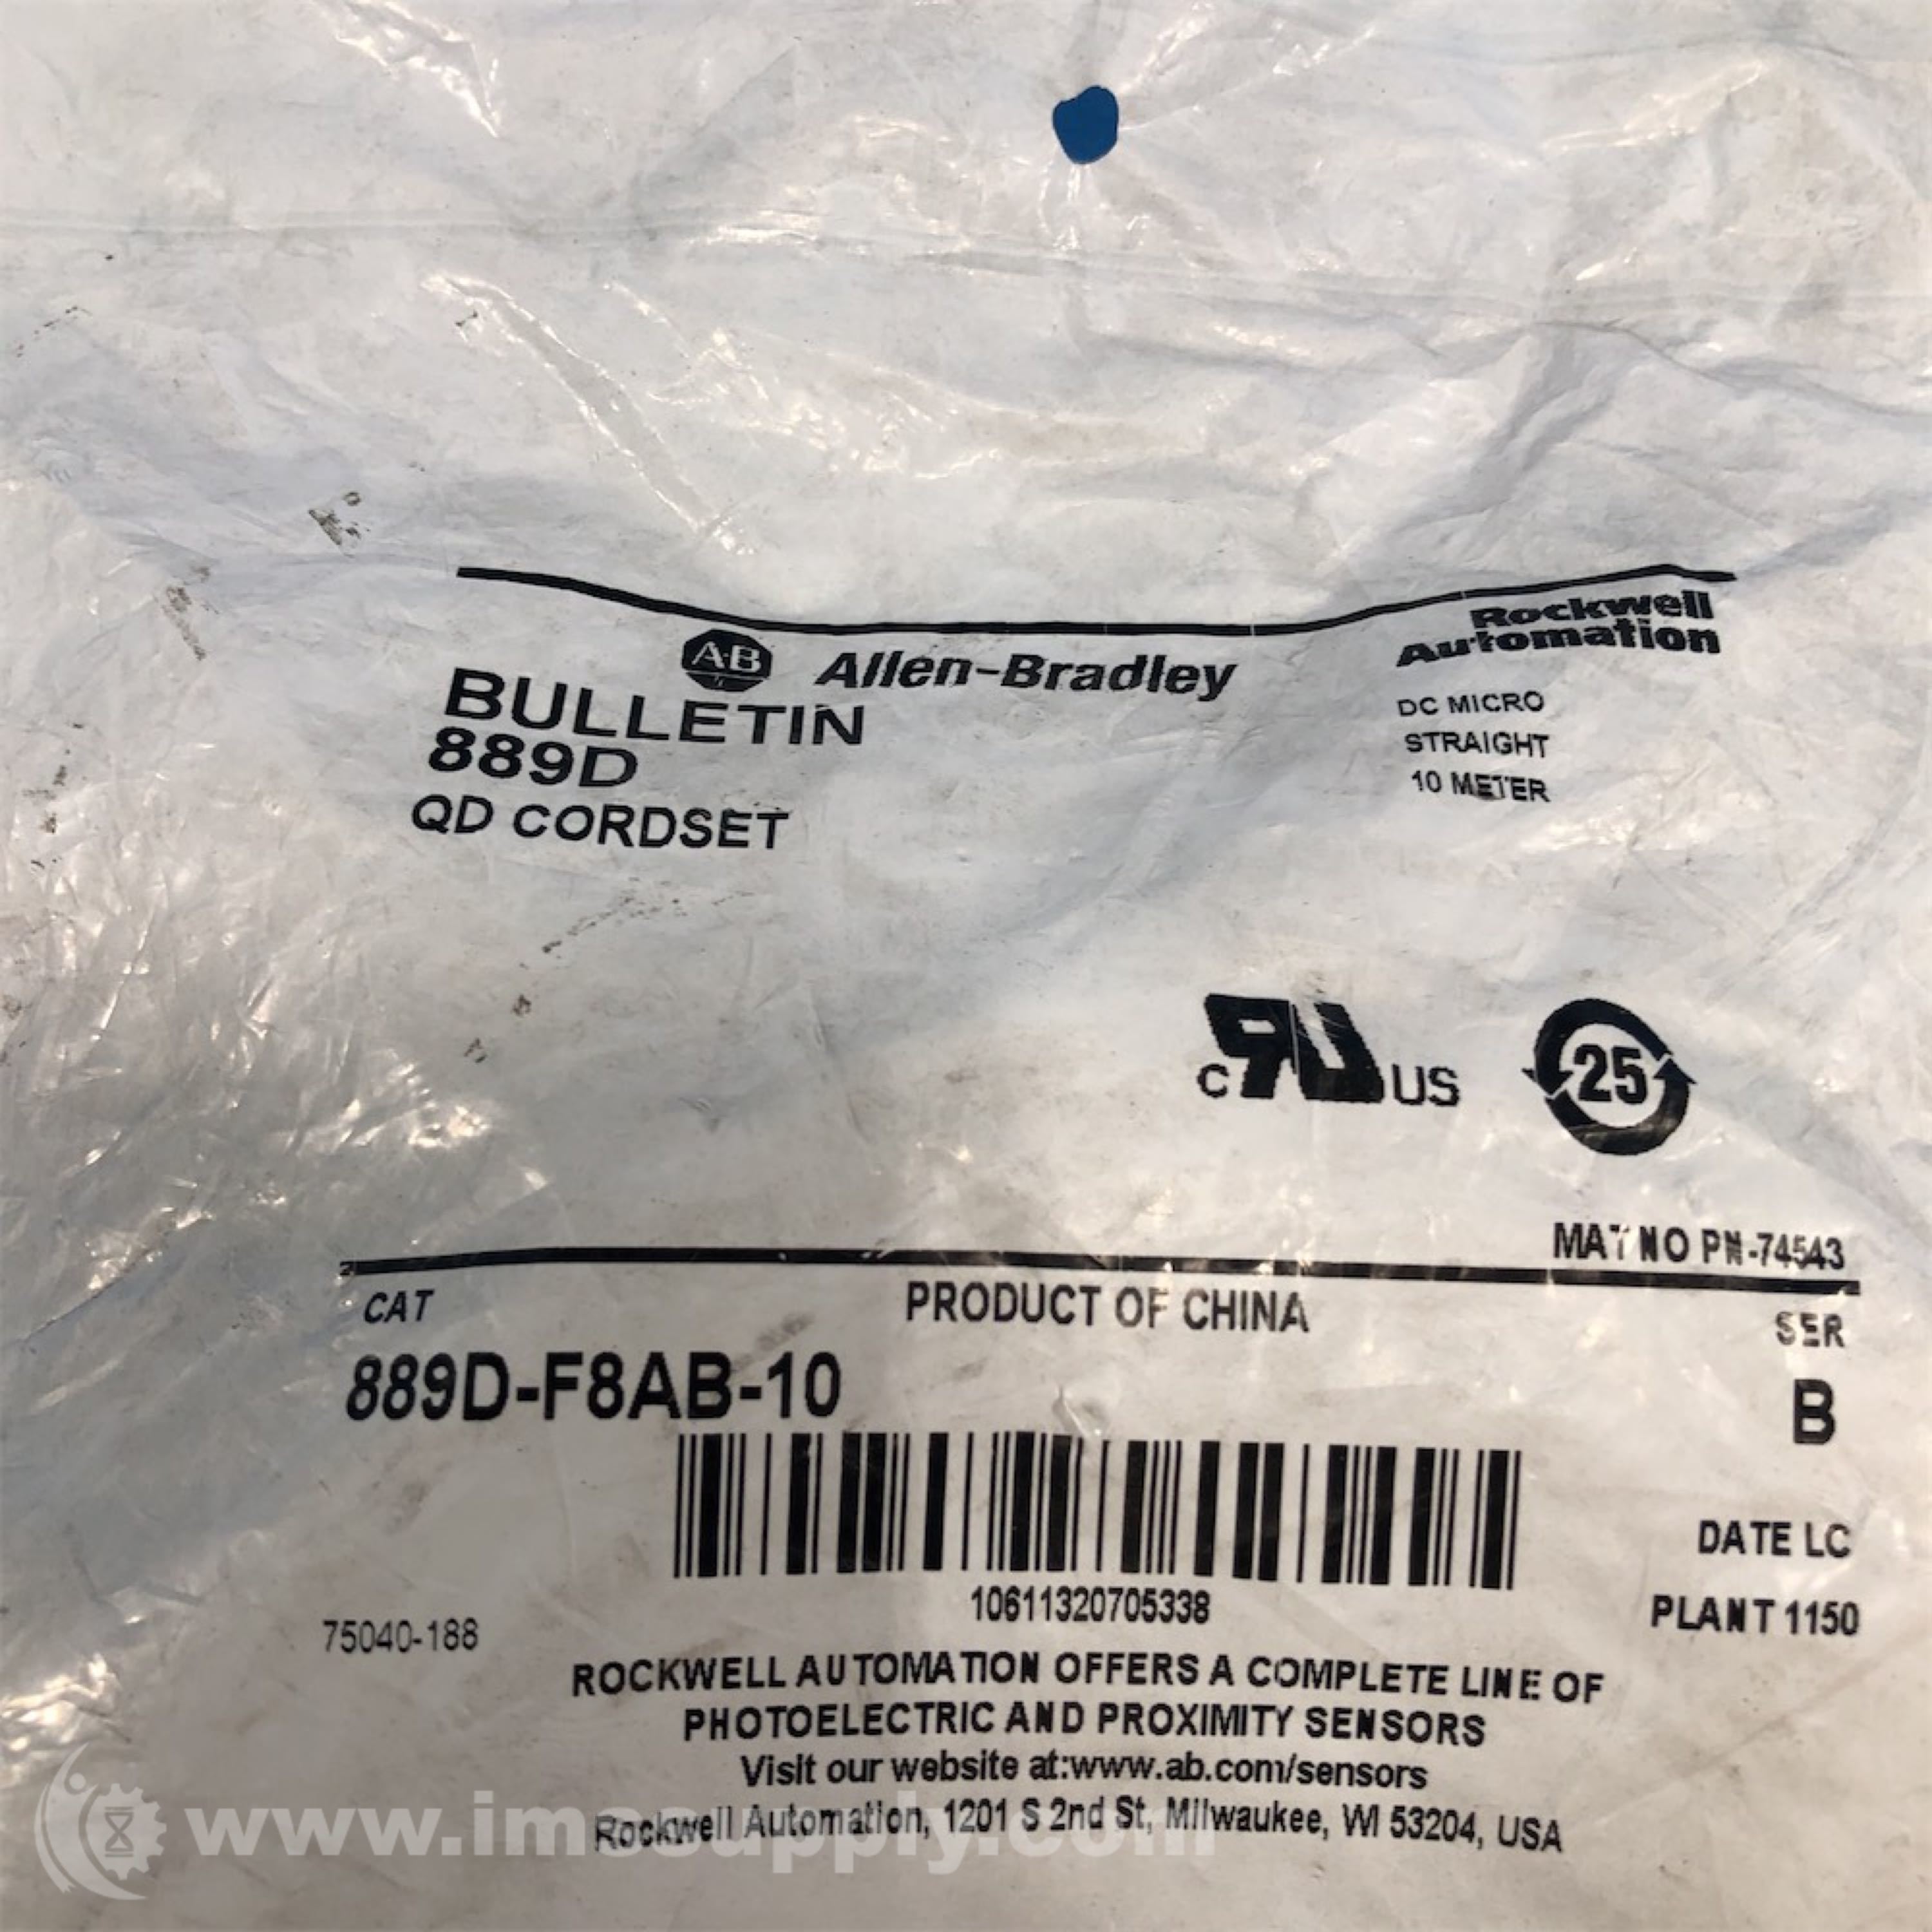 A-B Allen-Bradley
Rockwell
Automation
BULLETIN
889D
QD CORDSET
DC MICRO
STRAIGHT
10 METER
c RU US
25
MAT NO PN-74543
CAT
PRODUCT OF CHINA
SER
889D-F8AB-10
B
DATE LC
10611320705338
PLANT 1150
75040-188
ROCKWELL AUTOMATION OFFERS A COMPLETE LINE OF
PHOTOELECTRIC AND PROXIMITY SENSORS
Visit our website at:www.ab.com/sensors
Rockwell Automation, 1201 S 2nd St, Milwaukee, WI 53204, USA
www.imssupply.com